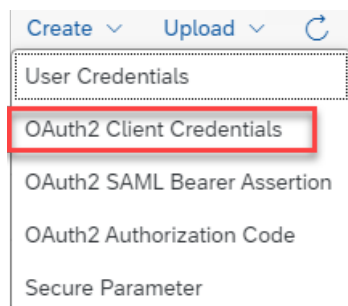 Create Upload
User Credentials
OAuth2 Client Credentials
OAuth2 SAML Bearer Assertion
OAuth2 Authorization Code
Secure Parameter